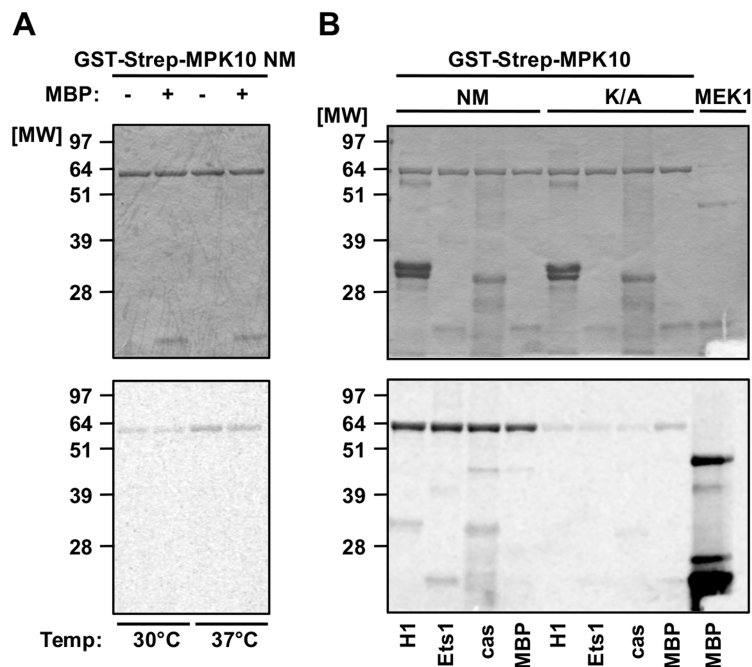 A
GST-Strep-MPK10 NM
MBP: - + - +
[MW]
97
64
51
39
28
97
64
51
39
28
Temp: 30°C 37°C
B
GST-Strep-MPK10
NM K/A MEK1
[MW]
97
64
51
39
28
97
64
51
39
28
H1 Ets1 cas MBP H1 Ets1 cas MBP MBP